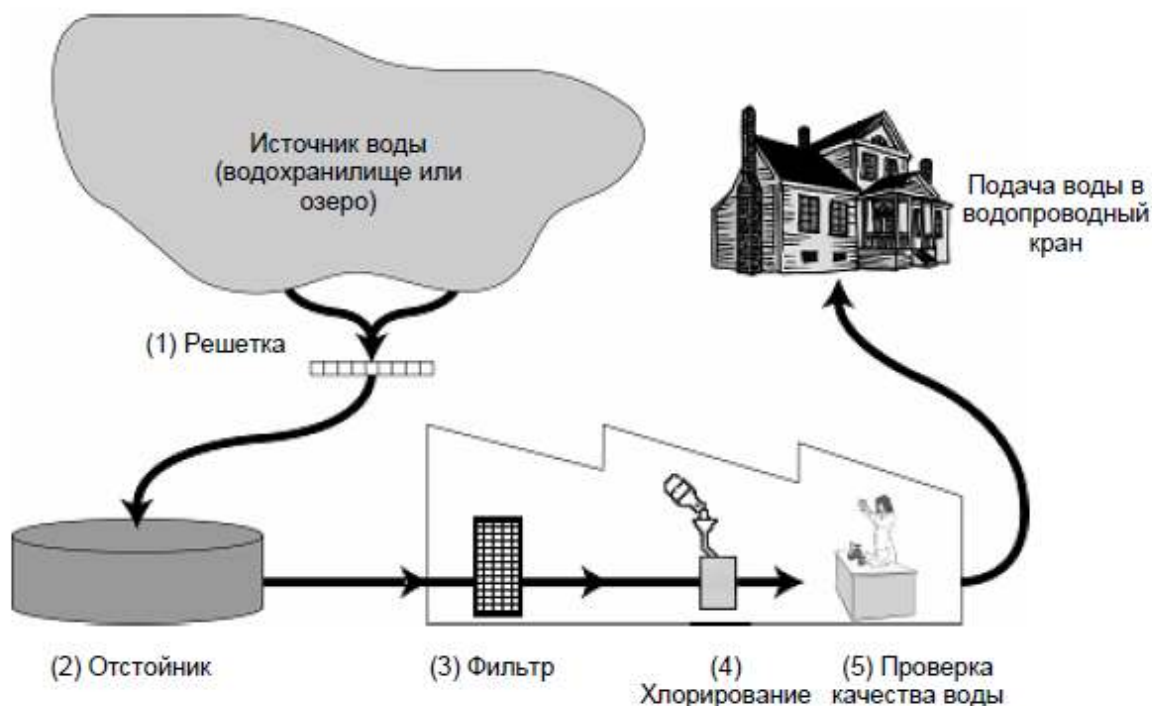 Источник воды
(водохранилище или
озеро)
Подача воды в
водопроводный
кран
(1) Решетка
(2) Отстойник
(3) Фильтр
(4)
Хлорирование
(5) Проверка
качества воды